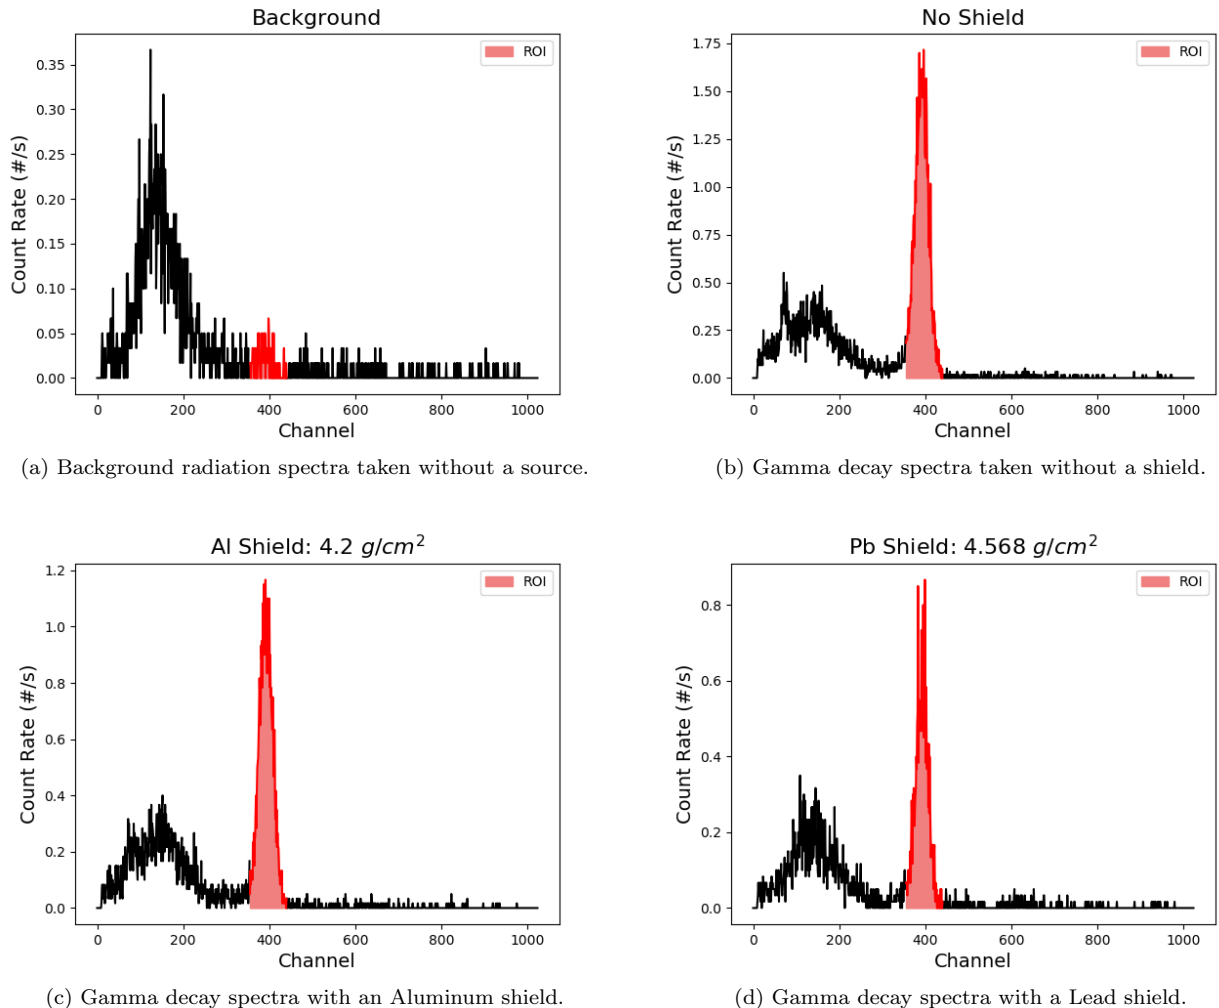 Background
ROI
Count Rate (#/s)
0.35
0.30
0.25
0.20
0.15
0.10
0.05
0.00
0 200 400 600 800 1000
Channel
(a) Background radiation spectra taken without a source.
No Shield
ROI
Count Rate (#/s)
1.75
1.50
1.25
1.00
0.75
0.50
0.25
0.00
0 200 400 600 800 1000
Channel
(b) Gamma decay spectra taken without a shield.
Al Shield: 4.2 g/cm²
ROI
Count Rate (#/s)
1.2
1.0
0.8
0.6
0.4
0.2
0.0
0 200 400 600 800 1000
Channel
(c) Gamma decay spectra with an Aluminum shield.
Pb Shield: 4.568 g/cm²
ROI
Count Rate (#/s)
0.8
0.6
0.4
0.2
0.0
0 200 400 600 800 1000
Channel
(d) Gamma decay spectra with a Lead shield.